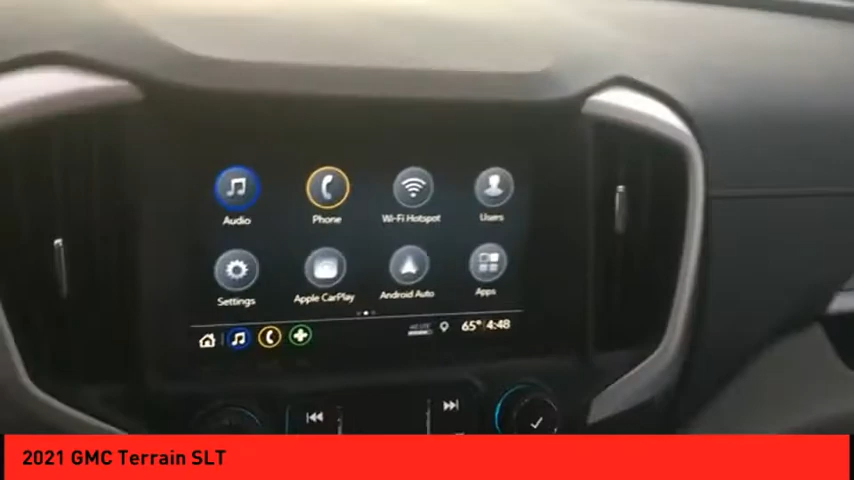 Audio Phone Wi-Fi Hotspot Users
Settings Apple CarPlay Android Auto Apps
65° 4:48
2021 GMC Terrain SLT